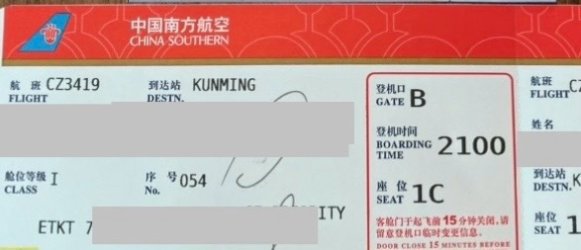 中国南方航空
CHINA SOUTHERN
航 班 CZ3419 到达站 KUNMING
FLIGHT DESTN.
登机口 B
GATE
登机时间 2100
BOARDING
TIME
舱位等级 I 序 号 054
CLASS No.
座 位 1C
SEAT
ITY
ETKT 7
客舱门于起飞前15分钟关闭,请
留意登机口临时变更信息.
DOOR CLOSE 15 MINUTES BEFORE
航班 CZ
FLIGHT
姓名
到达站 K
DESTN.
座位
SEAT